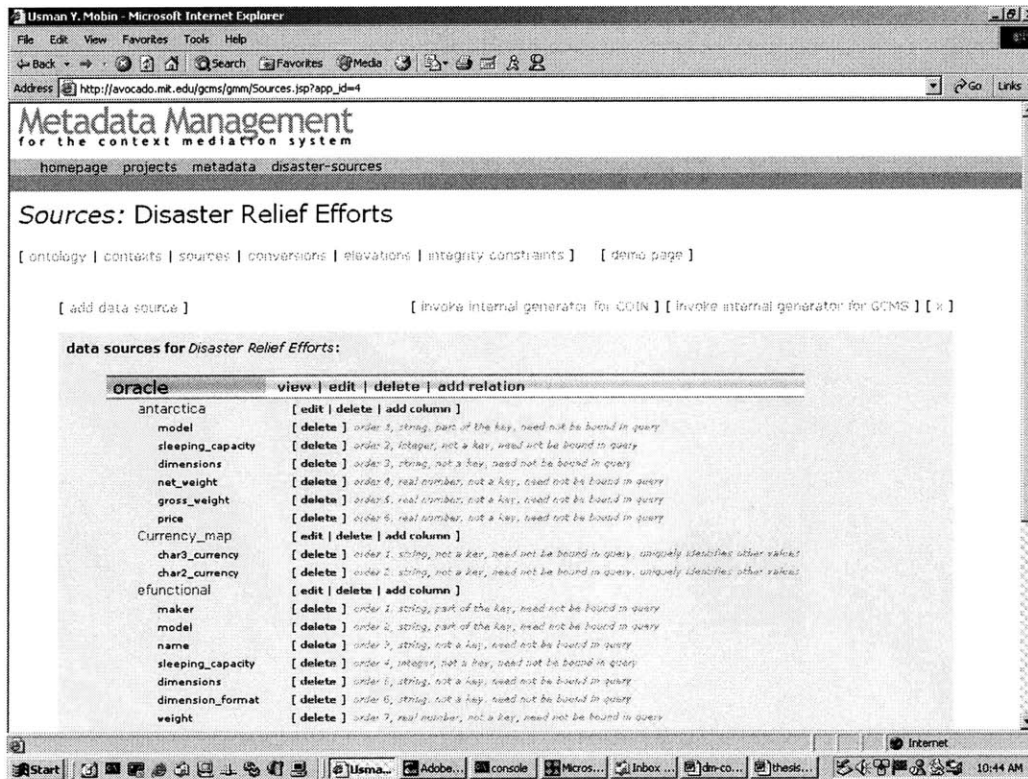 Usman Y. Mobin - Microsoft Internet Explorer
File Edit View Favorites Tools Help
Back Search Favorites Media
Address http://avocado.mit.edu/gcms/gmm/Sources.jsp?app_id=4 Go Links
Metadata Management
for the context mediation system
homepage projects metadata disaster-sources
Sources: Disaster Relief Efforts
[ ontology | contexts | sources | conversions | elevations | integrity constraints ] [ demo page ]
[ add data source ] [ invoke internal generator for COIN ] [ invoke internal generator for GCMS ] [ x ]
data sources for Disaster Relief Efforts:
oracle view | edit | delete | add relation
antarctica [ edit | delete | add column ]
model [ delete ] order 1, string, part of the key, need not be bound in query
sleeping_capacity [ delete ] order 2, integer, not a key, need not be bound in query
dimensions [ delete ] order 3, string, not a key, need not be bound in query
net_weight [ delete ] order 4, real number, not a key, need not be bound in query
gross_weight [ delete ] order 5, real number, not a key, need not be bound in query
price [ delete ] order 6, real number, not a key, need not be bound in query
Currency_map [ edit | delete | add column ]
char3_currency [ delete ] order 1, string, not a key, need not be bound in query, uniquely identifies other values
char2_currency [ delete ] order 2, string, not a key, need not be bound in query, uniquely identifies other values
efunctional [ edit | delete | add column ]
maker [ delete ] order 1, string, part of the key, need not be bound in query
model [ delete ] order 2, string, part of the key, need not be bound in query
name [ delete ] order 3, string, not a key, need not be bound in query
sleeping_capacity [ delete ] order 4, integer, not a key, need not be bound in query
dimensions [ delete ] order 5, string, not a key, need not be bound in query
dimension_format [ delete ] order 6, string, not a key, need not be bound in query
weight [ delete ] order 7, real number, not a key, need not be bound in query
Internet
Start Usma... Adobe... console Micros... Inbox ... dm-co... thesis... 10:44 AM